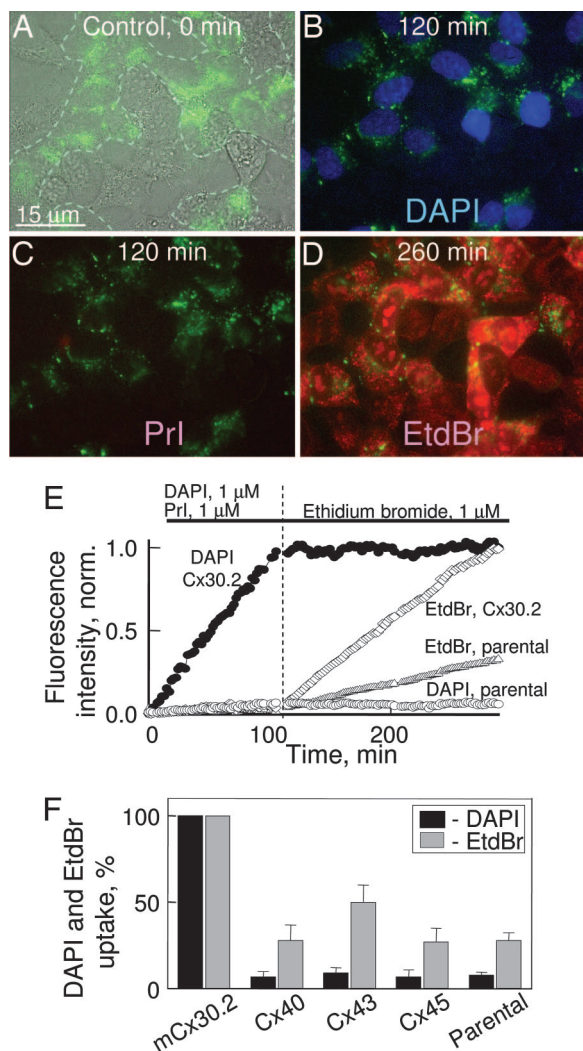 A Control, 0 min
15 µm
B 120 min
DAPI
C 120 min
PrI
D 260 min
EtdBr
E
DAPI, 1 µM
PrI, 1 µM
Ethidium bromide, 1 µM
Fluorescence
intensity, norm.
1.0
0.5
0.0
DAPI
Cx30.2
EtdBr, Cx30.2
EtdBr, parental
DAPI, parental
0
100
200
Time, min
F
DAPI and EtdBr
uptake, %
100
50
0
- DAPI
- EtdBr
mCx30.2
Cx40
Cx43
Cx45
Parental